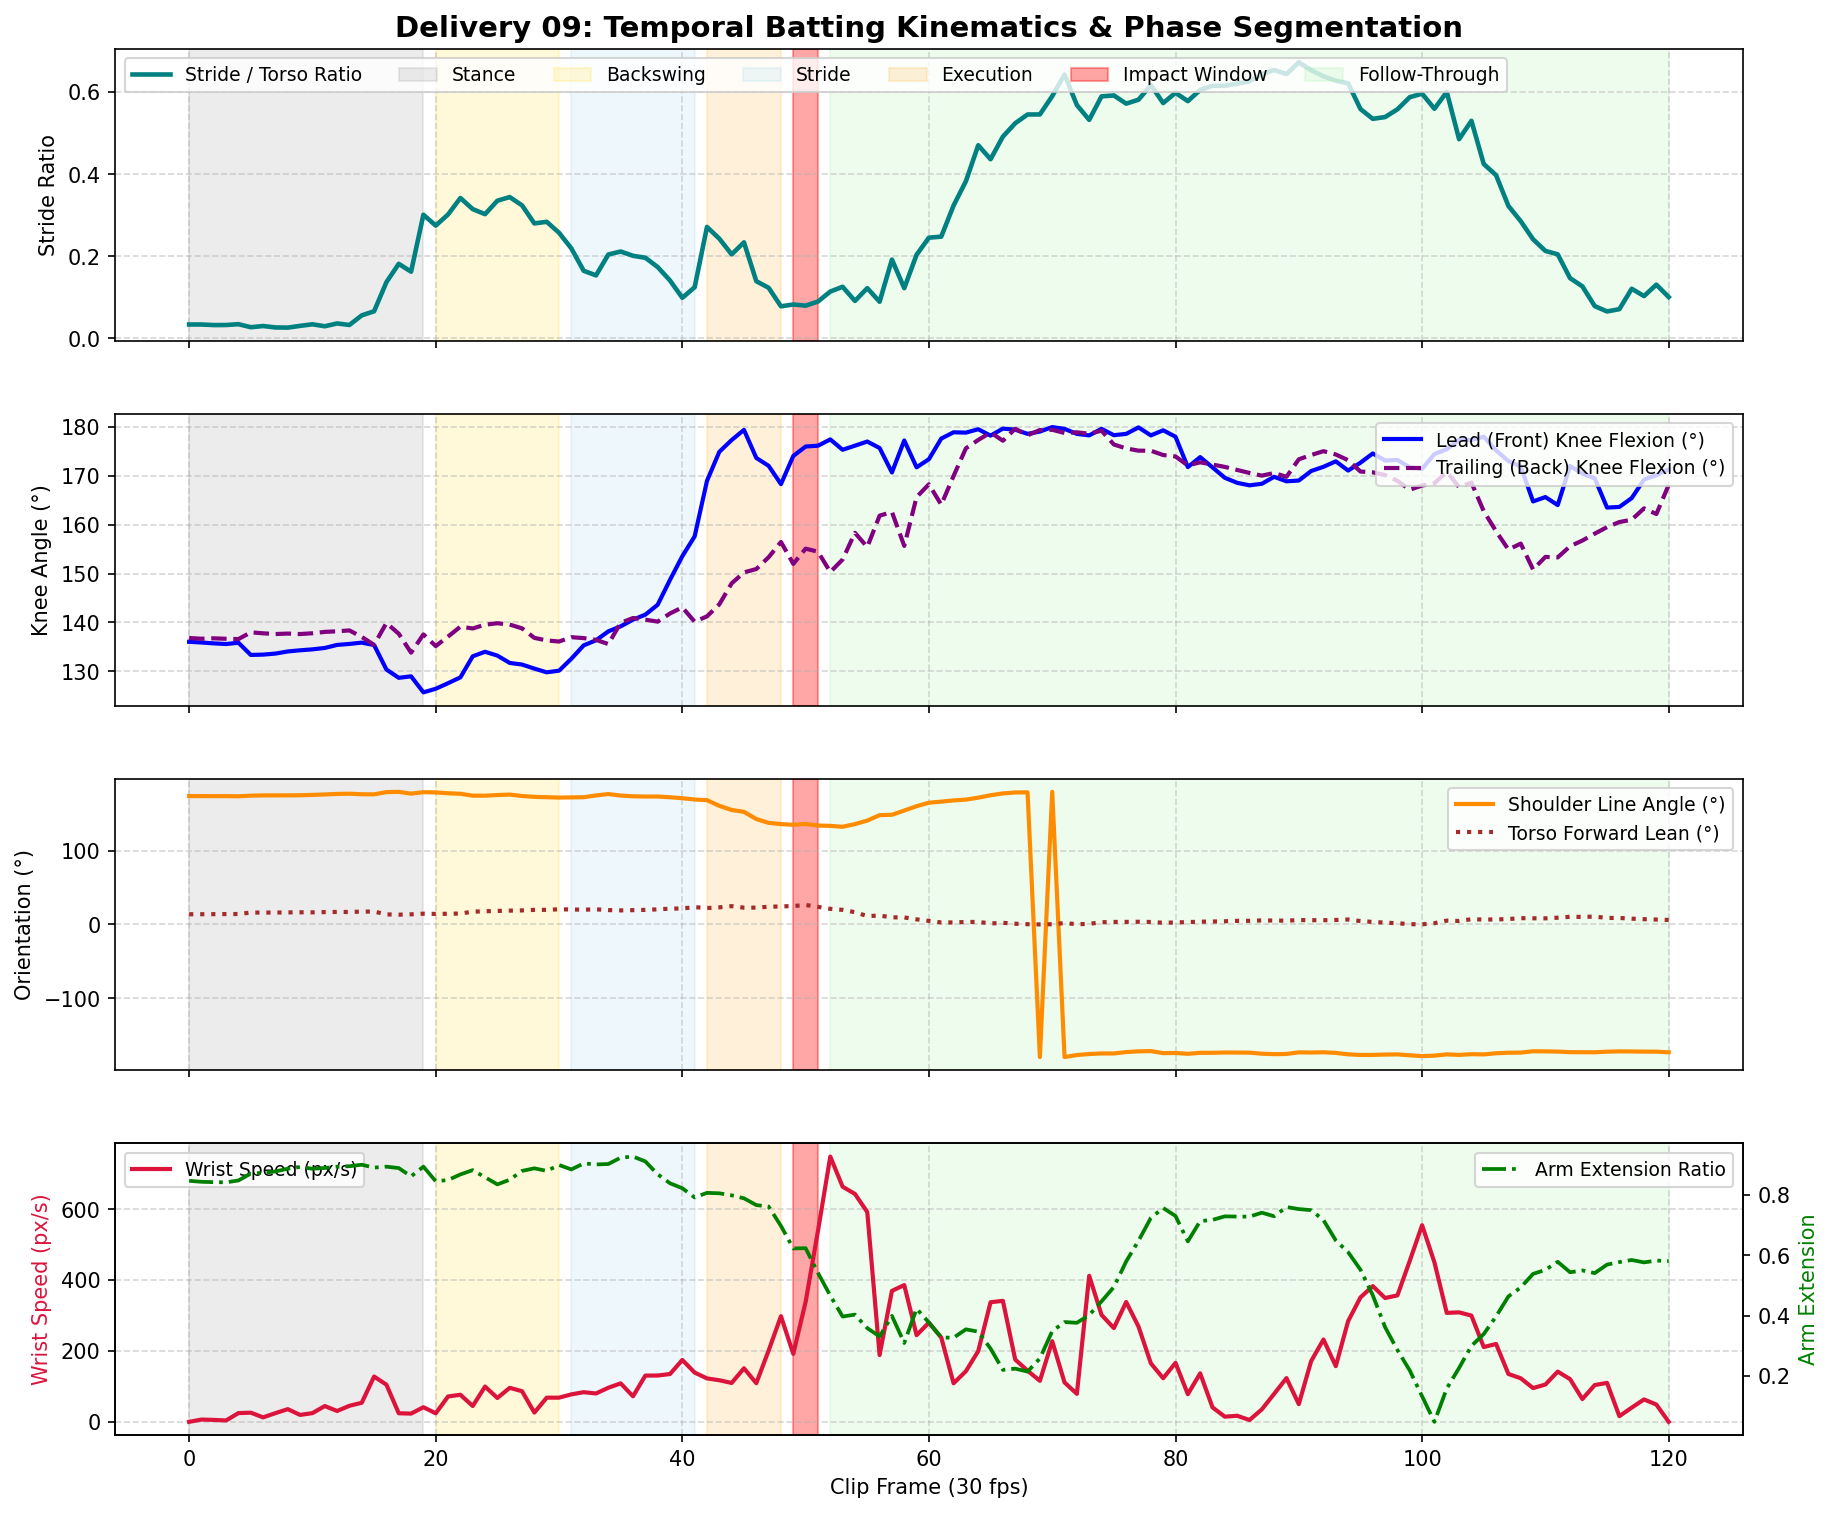 Delivery 09: Temporal Batting Kinematics & Phase Segmentation
Stride / Torso Ratio Stance Backswing Stride Execution Impact Window Follow-Through
Stride Ratio
0.6
0.4
0.2
0.0
Lead (Front) Knee Flexion (°)
Trailing (Back) Knee Flexion (°)
Knee Angle (°)
180
170
160
150
140
130
Shoulder Line Angle (°)
Torso Forward Lean (°)
Orientation (°)
100
0
−100
Wrist Speed (px/s)
Arm Extension Ratio
Wrist Speed (px/s)
600
400
200
0
0.8
0.6
0.4
0.2
Arm Extension
0 20 40 60 80 100 120
Clip Frame (30 fps)